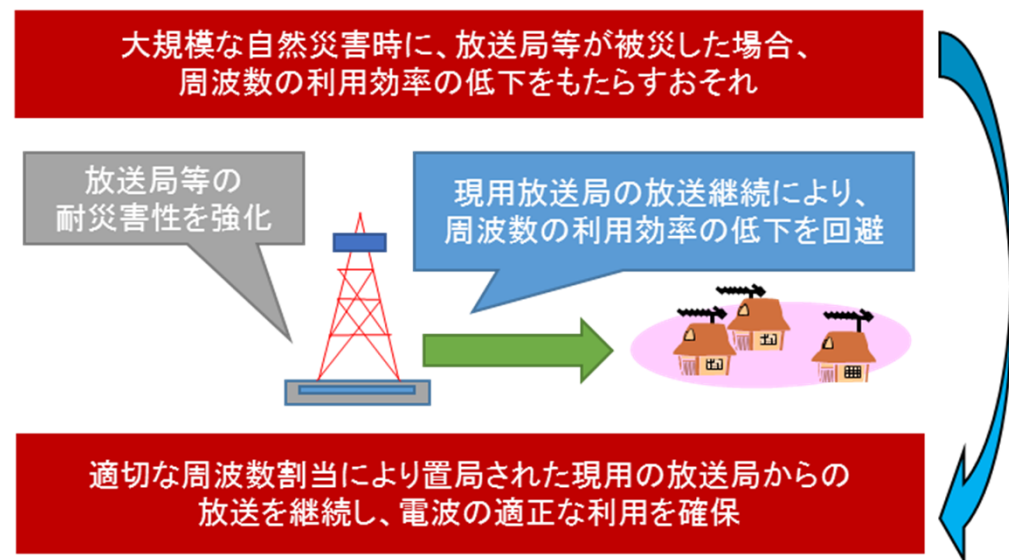 大規模な自然災害時に、放送局等が被災した場合、
周波数の利用効率の低下をもたらすおそれ
放送局等の
耐災害性を強化
現用放送局の放送継続により、
周波数の利用効率の低下を回避
適切な周波数割当により置局された現用の放送局からの
放送を継続し、電波の適正な利用を確保